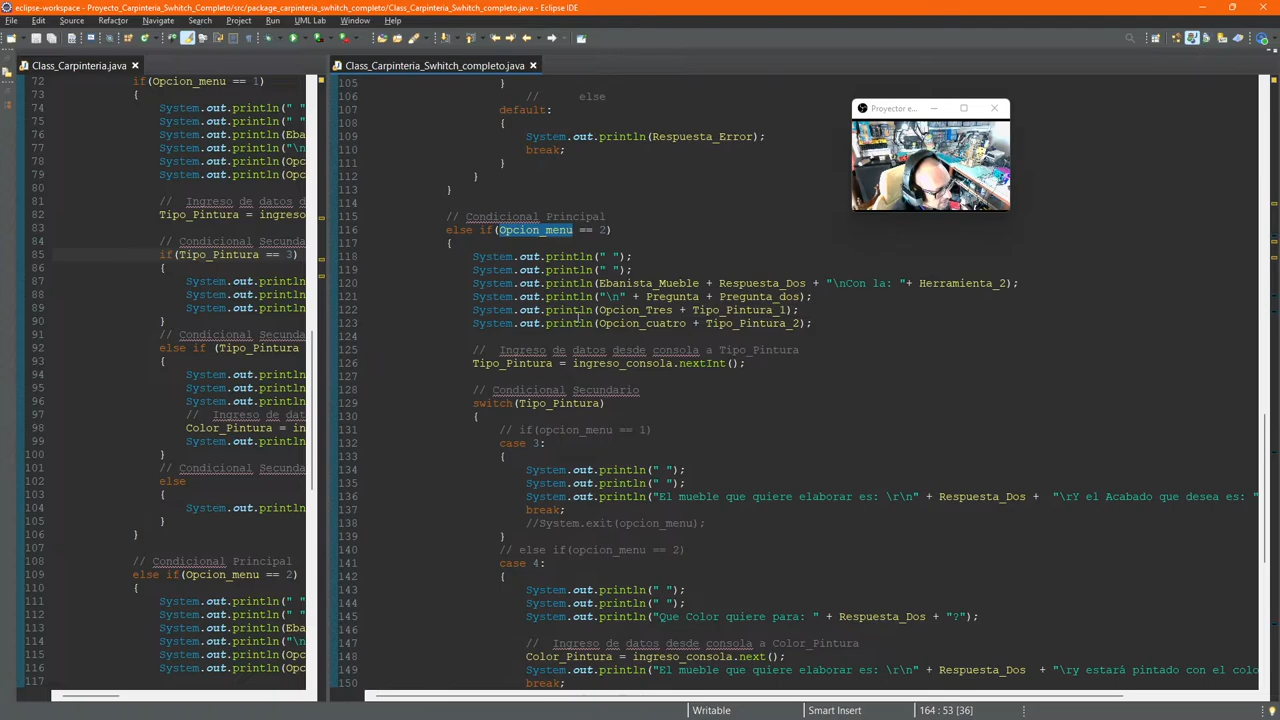 eclipse-workspace - Proyecto_Carpinteria_Swhitch_Completo/src/package_carpinteria_switch_completo/Class_Carpinteria_Swhitch_completo.java - Eclipse IDE
File Edit Source Refactor Navigate Search Project Run UML Lab Window Help
Class_Carpinteria.java
72 if(Opcion_menu == 1)
73 {
74 System.out.println(" "
75 System.out.println(" "
76 System.out.println(Eba
77 System.out.println("\n
78 System.out.println(Opc
79 System.out.println(Opc
80
81 // Ingreso de datos d
82 Tipo_Pintura = ingreso
83
84 // Condicional Secunda
85 if(Tipo_Pintura == 3)
86 {
87 System.out.println
88 System.out.println
89 System.out.println
90 }
91 // Condicional Secunda
92 else if (Tipo_Pintura
93 {
94 System.out.println
95 System.out.println
96 System.out.println
97 // Ingreso de dat
98 Color_Pintura = in
99 System.out.println
100 }
101 // Condicional Secunda
102 else
103 {
104 System.out.println
105 }
106 }
107
108 // Condicional Principal
109 else if(Opcion_menu == 2)
110 {
111 System.out.println(" "
112 System.out.println(" "
113 System.out.println(Eba
114 System.out.println("\n
115 System.out.println(Opc
116 System.out.println(Opc
117
Class_Carpinteria_Swhitch_completo.java
105 }
106 // else
107 default:
108 {
109 System.out.println(Respuesta_Error);
110 break;
111 }
112 }
113 }
114
115 // Condicional Principal
116 else if(Opcion_menu == 2)
117 {
118 System.out.println(" ");
119 System.out.println(" ");
120 System.out.println(Ebanista_Mueble + Respuesta_Dos + "\nCon la: "+ Herramienta_2);
121 System.out.println("\n" + Pregunta + Pregunta_dos);
122 System.out.println(Opcion_Tres + Tipo_Pintura_1);
123 System.out.println(Opcion_cuatro + Tipo_Pintura_2);
124
125 // Ingreso de datos desde consola a Tipo_Pintura
126 Tipo_Pintura = ingreso_consola.nextInt();
127
128 // Condicional Secundario
129 switch(Tipo_Pintura)
130 {
131 // if(opcion_menu == 1)
132 case 3:
133 {
134 System.out.println(" ");
135 System.out.println(" ");
136 System.out.println("El mueble que quiere elaborar es: \r\n" + Respuesta_Dos + "\rY el Acabado que desea es: "
137 break;
138 //System.exit(opcion_menu);
139 }
140 // else if(opcion_menu == 2)
141 case 4:
142 {
143 System.out.println(" ");
144 System.out.println(" ");
145 System.out.println("Que Color quiere para: " + Respuesta_Dos + "?");
146
147 // Ingreso de datos desde consola a Color_Pintura
148 Color_Pintura = ingreso_consola.next();
149 System.out.println("El mueble que quiere elaborar es: \r\n" + Respuesta_Dos + "\ry estará pintado con el colo
150 break;
Proyector e...
Writable Smart Insert 164 : 53 [36]